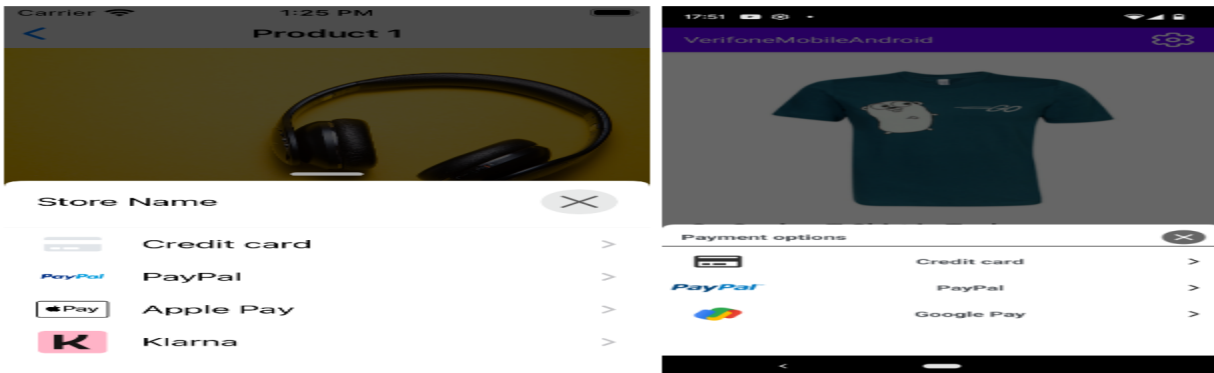 Carrier 1:25 PM
Product 1
Store Name
Credit card
PayPal PayPal
Pay Apple Pay
K Klarna
17:51
VerifoneMobileAndroid
Payment options
Credit card
PayPal PayPal
Google Pay